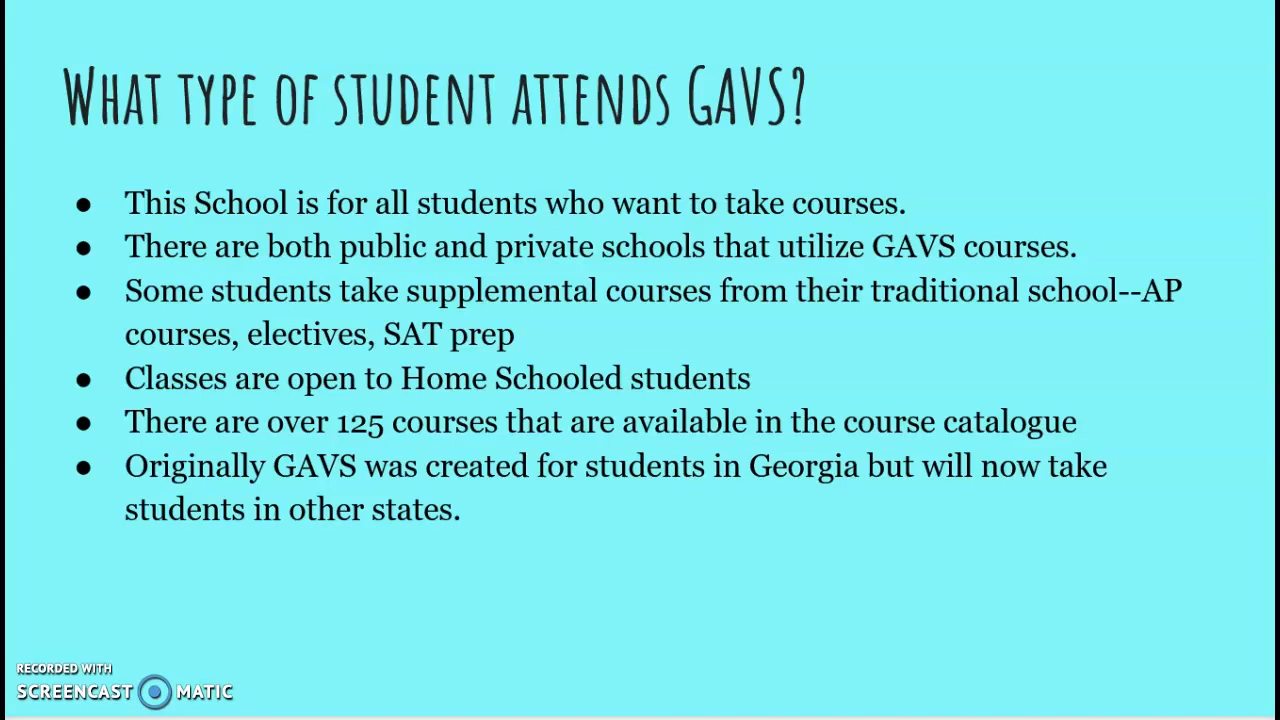 What type of student attends GAVS?
● This School is for all students who want to take courses.
● There are both public and private schools that utilize GAVS courses.
● Some students take supplemental courses from their traditional school--AP
courses, electives, SAT prep
● Classes are open to Home Schooled students
● There are over 125 courses that are available in the course catalogue
● Originally GAVS was created for students in Georgia but will now take
students in other states.
RECORDED WITH
SCREENCAST MATIC